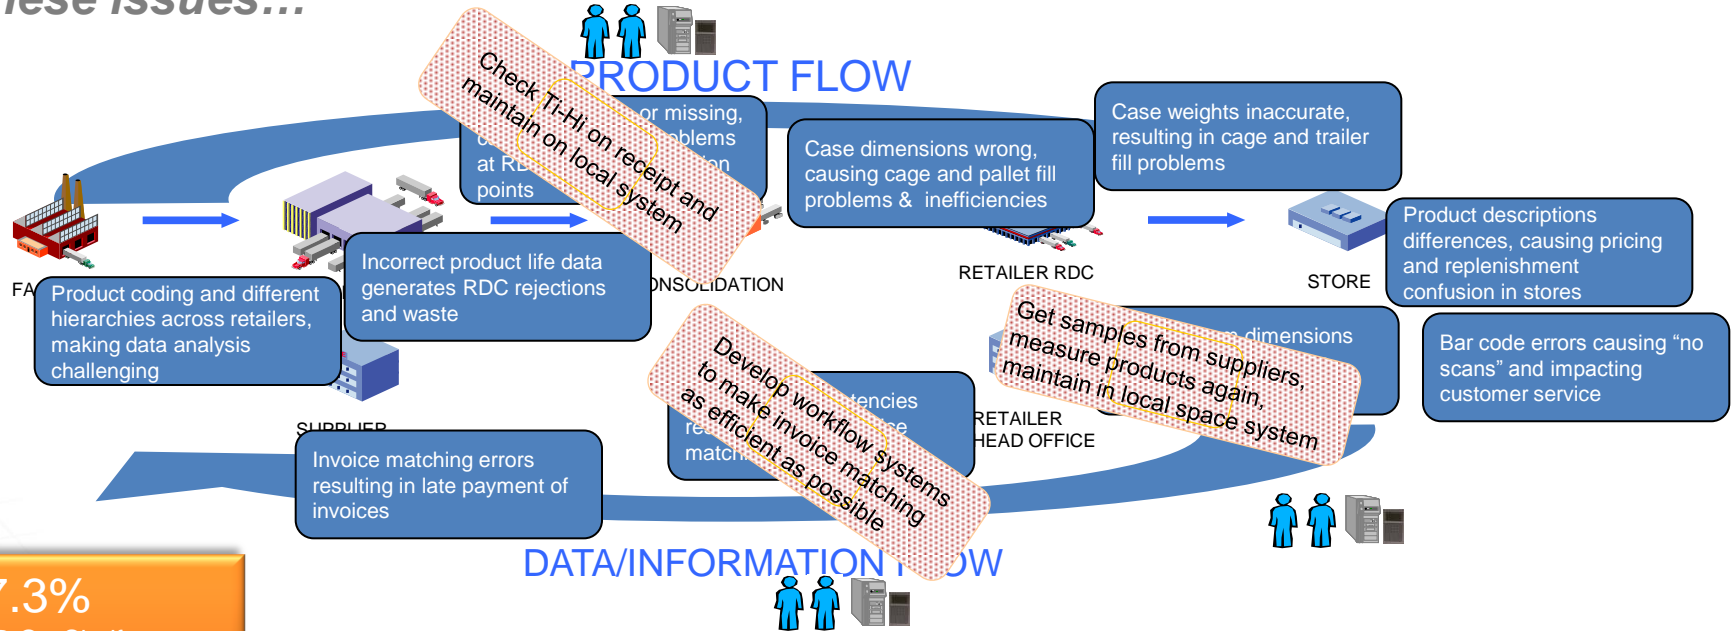 these issues…
PRODUCT FLOW
Check Ti-Hi on receipt and
maintain on local system
or missing,
at
points
Case dimensions wrong,
causing cage and pallet fill
problems & inefficiencies
Case weights inaccurate,
resulting in cage and trailer
fill problems
Product descriptions
differences, causing pricing
and replenishment
confusion in stores
Incorrect product life data
generates RDC rejections
and waste
RETAILER RDC
STORE
Product coding and different
hierarchies across retailers,
making data analysis
challenging
Get samples from suppliers,
measure products again,
maintain in local space system
dimensions
Bar code errors causing “no
scans” and impacting
customer service
Develop workflow systems
to make invoice matching
as efficient as possible
RETAILER
HEAD OFFICE
SUPPLIER
Invoice matching errors
resulting in late payment of
invoices
DATA/INFORMATION FLOW
7.3%